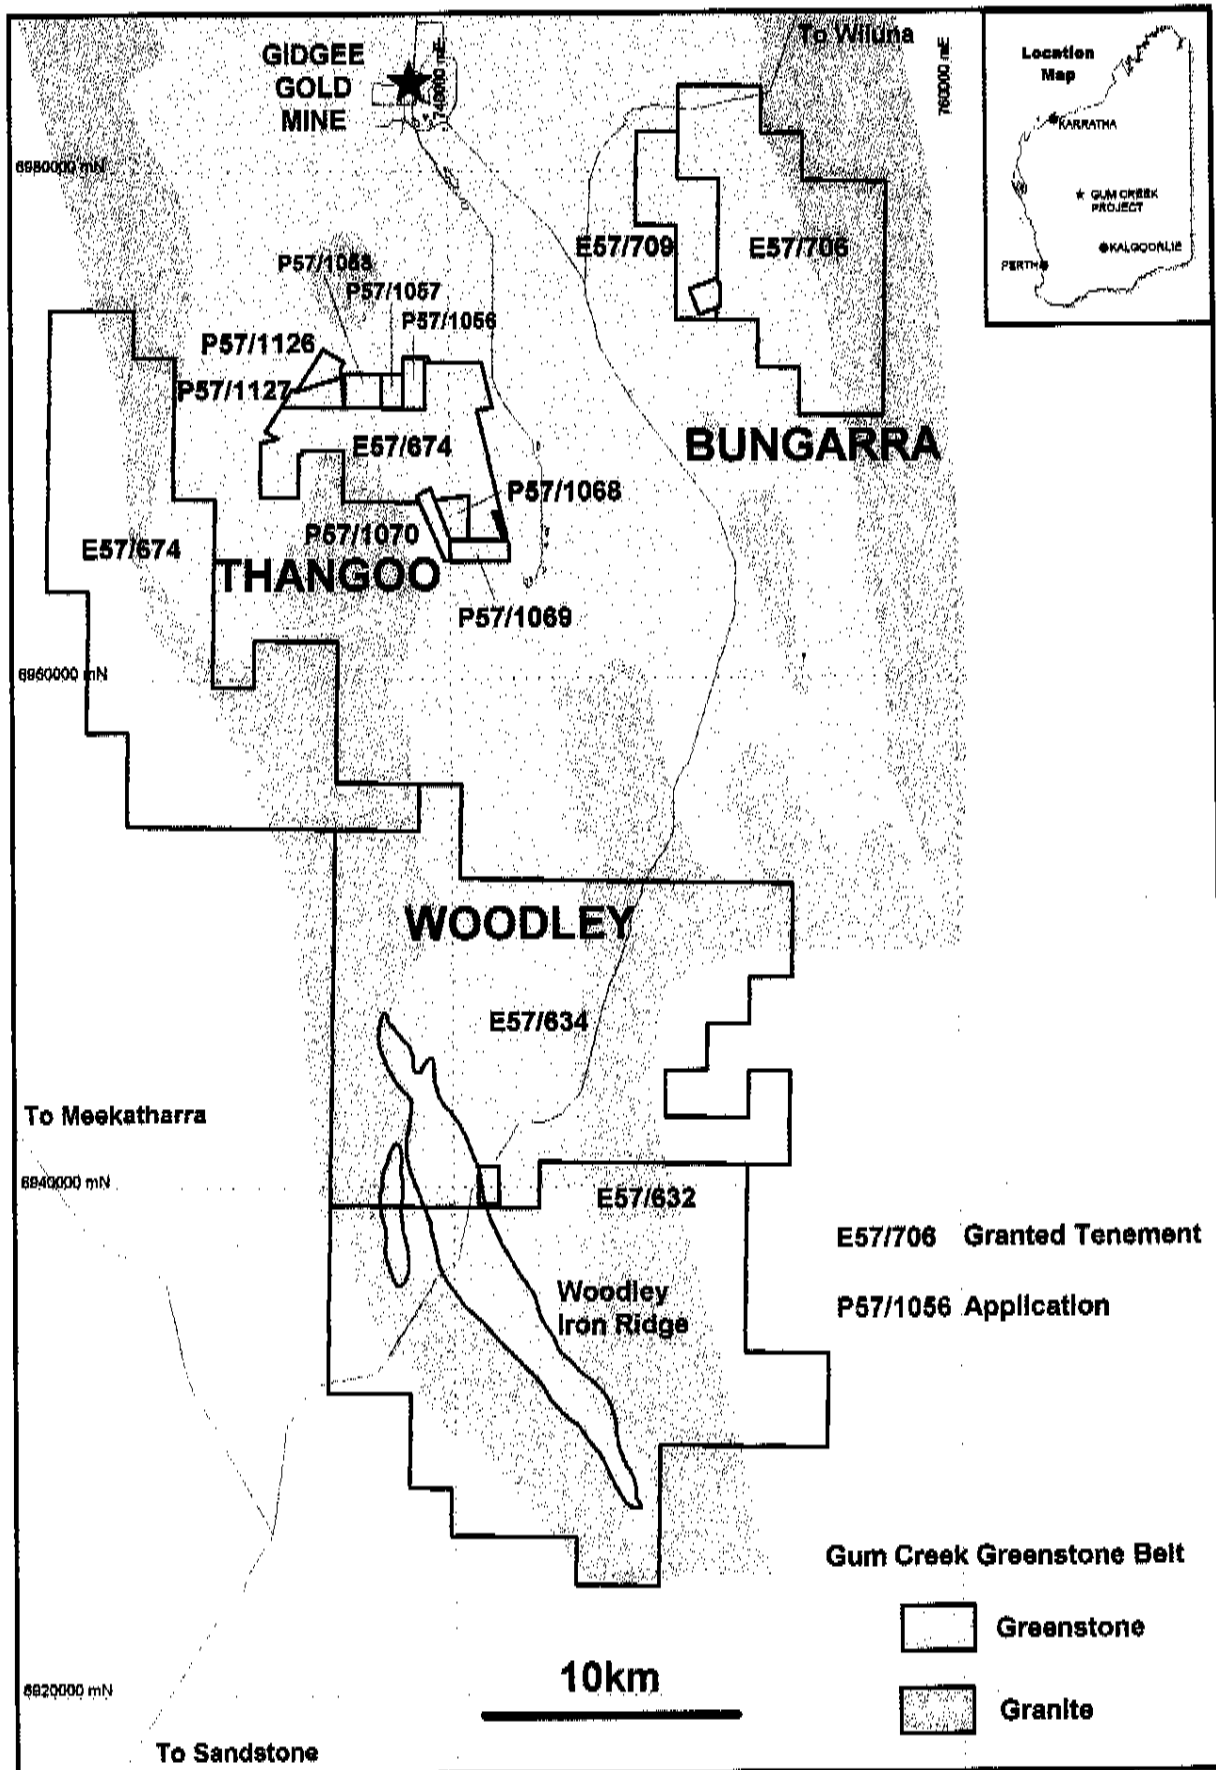 To Wiluna
GIDGEE
GOLD
MINE
740000 mE
760000 mE
Location
Map
KARRATHA
GUM CREEK
PROJECT
KALGOORLIE
PERTH
6980000 mN
E57/709
E57/706
P57/1057
P57/1056
P57/1126
P57/1127
BUNGARRA
E57/674
P57/1068
P57/1070
E57/674
THANGOO
P57/1069
6960000 mN
WOODLEY
E57/634
To Meekatharra
6940000 mN
E57/632
E57/706 Granted Tenement
Woodley
Iron Ridge
P57/1056 Application
Gum Creek Greenstone Belt
Greenstone
10km
6920000 mN
Granite
To Sandstone